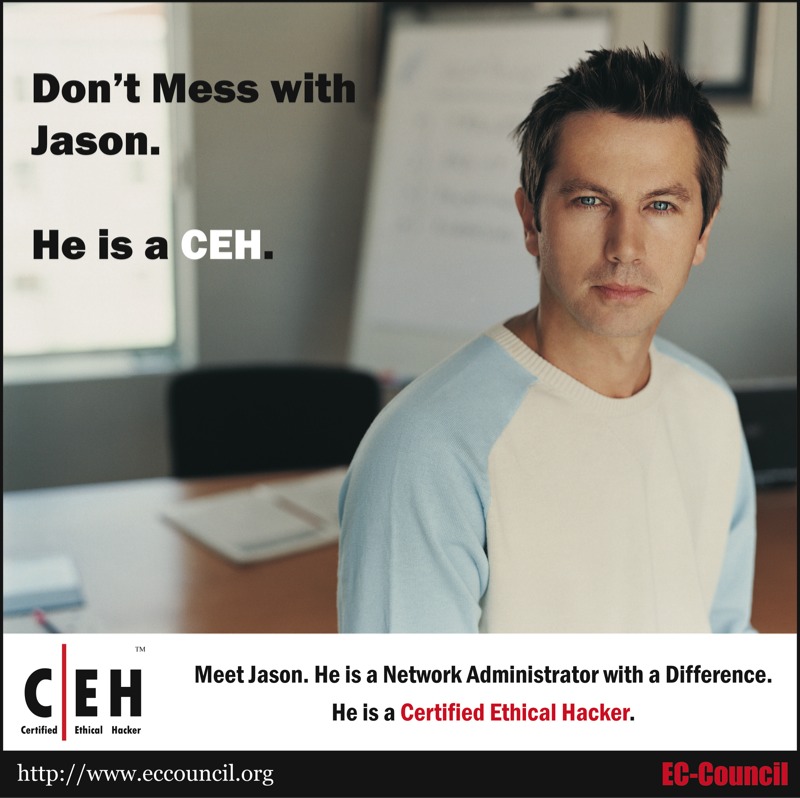 Don't Mess with
Jason.
He is a CEH.
CEH
TM
Certified Ethical Hacker
Meet Jason. He is a Network Administrator with a Difference.
He is a Certified Ethical Hacker.
http://www.eccouncil.org
EC-Council